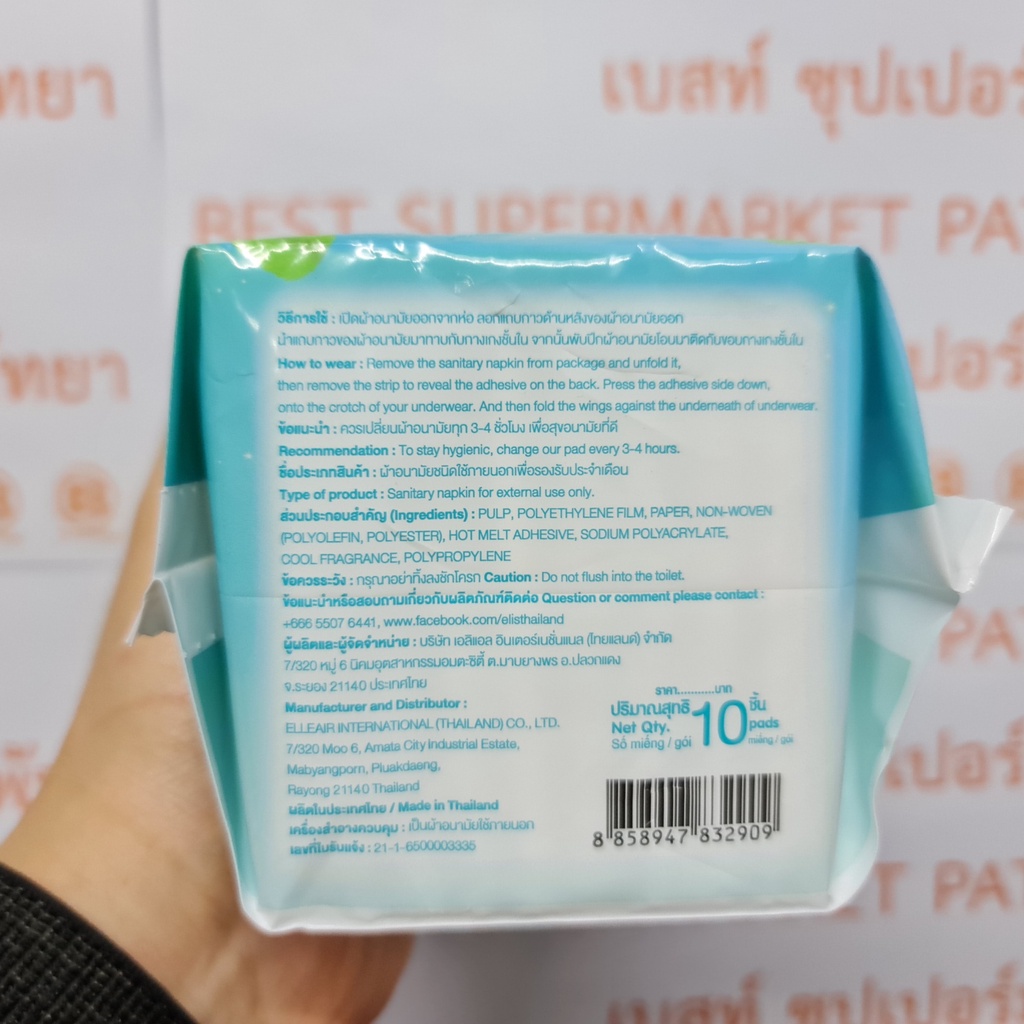 ทยา
เบสท์ ซุปเปอร์
BEST SUPERMARKET PAT
วิธีการใช้ : เปิดผ้าอนามัยออกจากห่อ ลอกแถบกาวด้านหลังของผ้าอนามัยออก
นำแถบกาวของผ้าอนามัยมาทาบกับกางเกงชั้นใน จากนั้นพับปีกผ้าอนามัยโอบมาติดกับขอบกางเกงชั้นใน
How to wear : Remove the sanitary napkin from package and unfold it,
then remove the strip to reveal the adhesive on the back. Press the adhesive side down,
onto the crotch of your underwear. And then fold the wings against the underneath of underwear.
ข้อแนะนำ : ควรเปลี่ยนผ้าอนามัยทุก 3-4 ชั่วโมง เพื่อสุขอนามัยที่ดี
Recommendation : To stay hygienic, change our pad every 3-4 hours.
ชื่อประเภทสินค้า : ผ้าอนามัยชนิดใช้ภายนอกเพื่อรองรับประจำเดือน
Type of product : Sanitary napkin for external use only.
ส่วนประกอบสำคัญ (Ingredients) : PULP, POLYETHYLENE FILM, PAPER, NON-WOVEN
(POLYOLEFIN, POLYESTER), HOT MELT ADHESIVE, SODIUM POLYACRYLATE,
COOL FRAGRANCE, POLYPROPYLENE
ข้อควรระวัง : กรุณาอย่าทิ้งลงชักโครก Caution : Do not flush into the toilet.
ข้อแนะนำหรือสอบถามเกี่ยวกับผลิตภัณฑ์ติดต่อ Question or comment please contact :
+666 5507 6441, www.facebook.com/elisthailand
ผู้ผลิตและผู้จัดจำหน่าย : บริษัท เอลิแอล อินเตอร์เนชั่นแนล (ไทยแลนด์) จำกัด
7/320 หมู่ 6 นิคมอุตสาหกรรมอมตะซิตี้ ต.มาบยางพร อ.ปลวกแดง
จ.ระยอง 21140 ประเทศไทย
Manufacturer and Distributor :
ELLEAIR INTERNATIONAL (THAILAND) CO., LTD.
7/320 Moo 6, Amata City Industrial Estate,
Mabyangporn, Pluakdaeng,
Rayong 21140 Thailand
ผลิตในประเทศไทย / Made in Thailand
เครื่องสำอางควบคุม : เป็นผ้าอนามัยใช้ภายนอก
เลขที่ใบรับแจ้ง : 21-1-6500003335
ราคา...........บาท
ปริมาณสุทธิ 10 ชิ้น
Net Qty. pads
Số miếng / gói miếng / gói
8 858947 832909